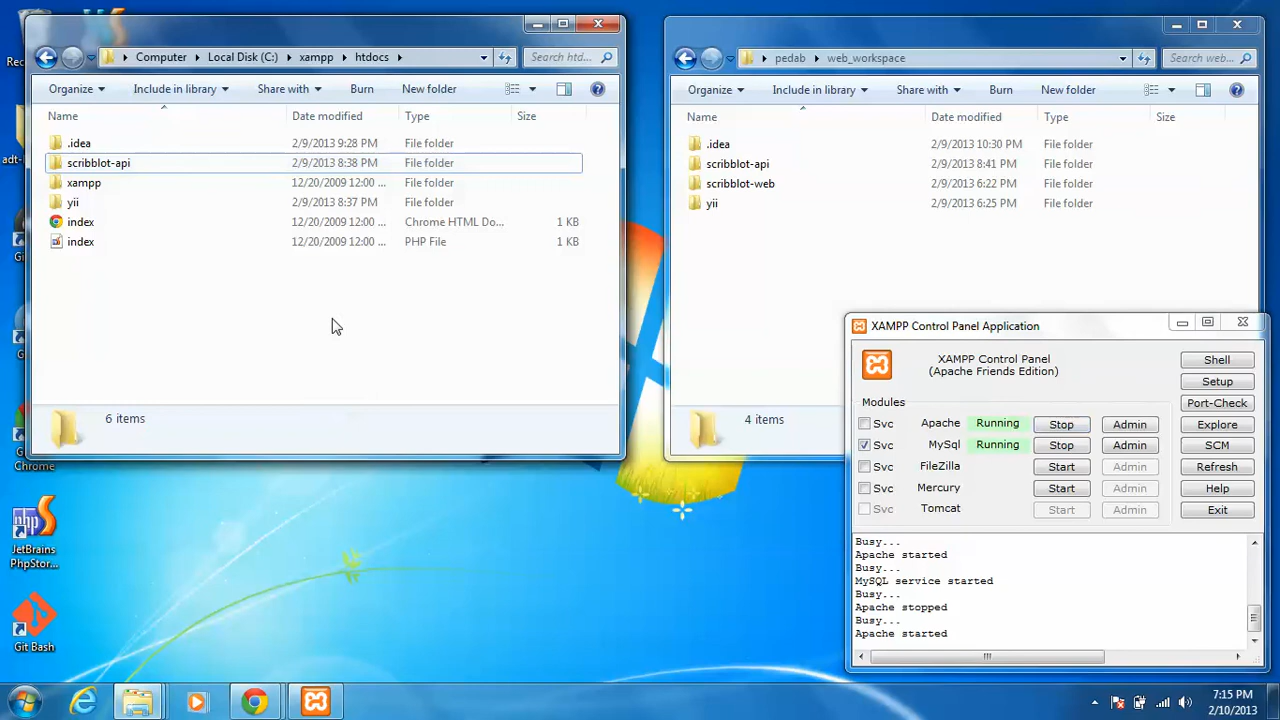 Computer Local Disk (C:) xampp htdocs
Search htd...
Organize Include in library Share with Burn New folder
Name Date modified Type Size
.idea 2/9/2013 9:28 PM File folder
scribblot-api 2/9/2013 8:38 PM File folder
xampp 12/20/2009 12:00 ... File folder
yii 2/9/2013 8:37 PM File folder
index 12/20/2009 12:00 ... Chrome HTML Do... 1 KB
index 12/20/2009 12:00 ... PHP File 1 KB
6 items
pedab web_workspace
Search web...
Organize Include in library Share with Burn New folder
Name Date modified Type Size
.idea 2/9/2013 10:30 PM File folder
scribblot-api 2/9/2013 8:41 PM File folder
scribblot-web 2/9/2013 6:22 PM File folder
yii 2/9/2013 6:25 PM File folder
4 items
XAMPP Control Panel Application
XAMPP Control Panel
(Apache Friends Edition)
Shell
Setup
Modules
Port-Check
Svc Apache Running Stop Admin Explore
Svc MySql Running Stop Admin SCM
Svc FileZilla Start Admin Refresh
Svc Mercury Start Admin Help
Svc Tomcat Start Admin Exit
Busy...
Apache started
Busy...
MySQL service started
Busy...
Apache stopped
Busy...
Apache started
Rec
adt-
Gi
Gi
G
Chrome
JetBrains
PhpStor...
Git Bash
7:15 PM
2/10/2013